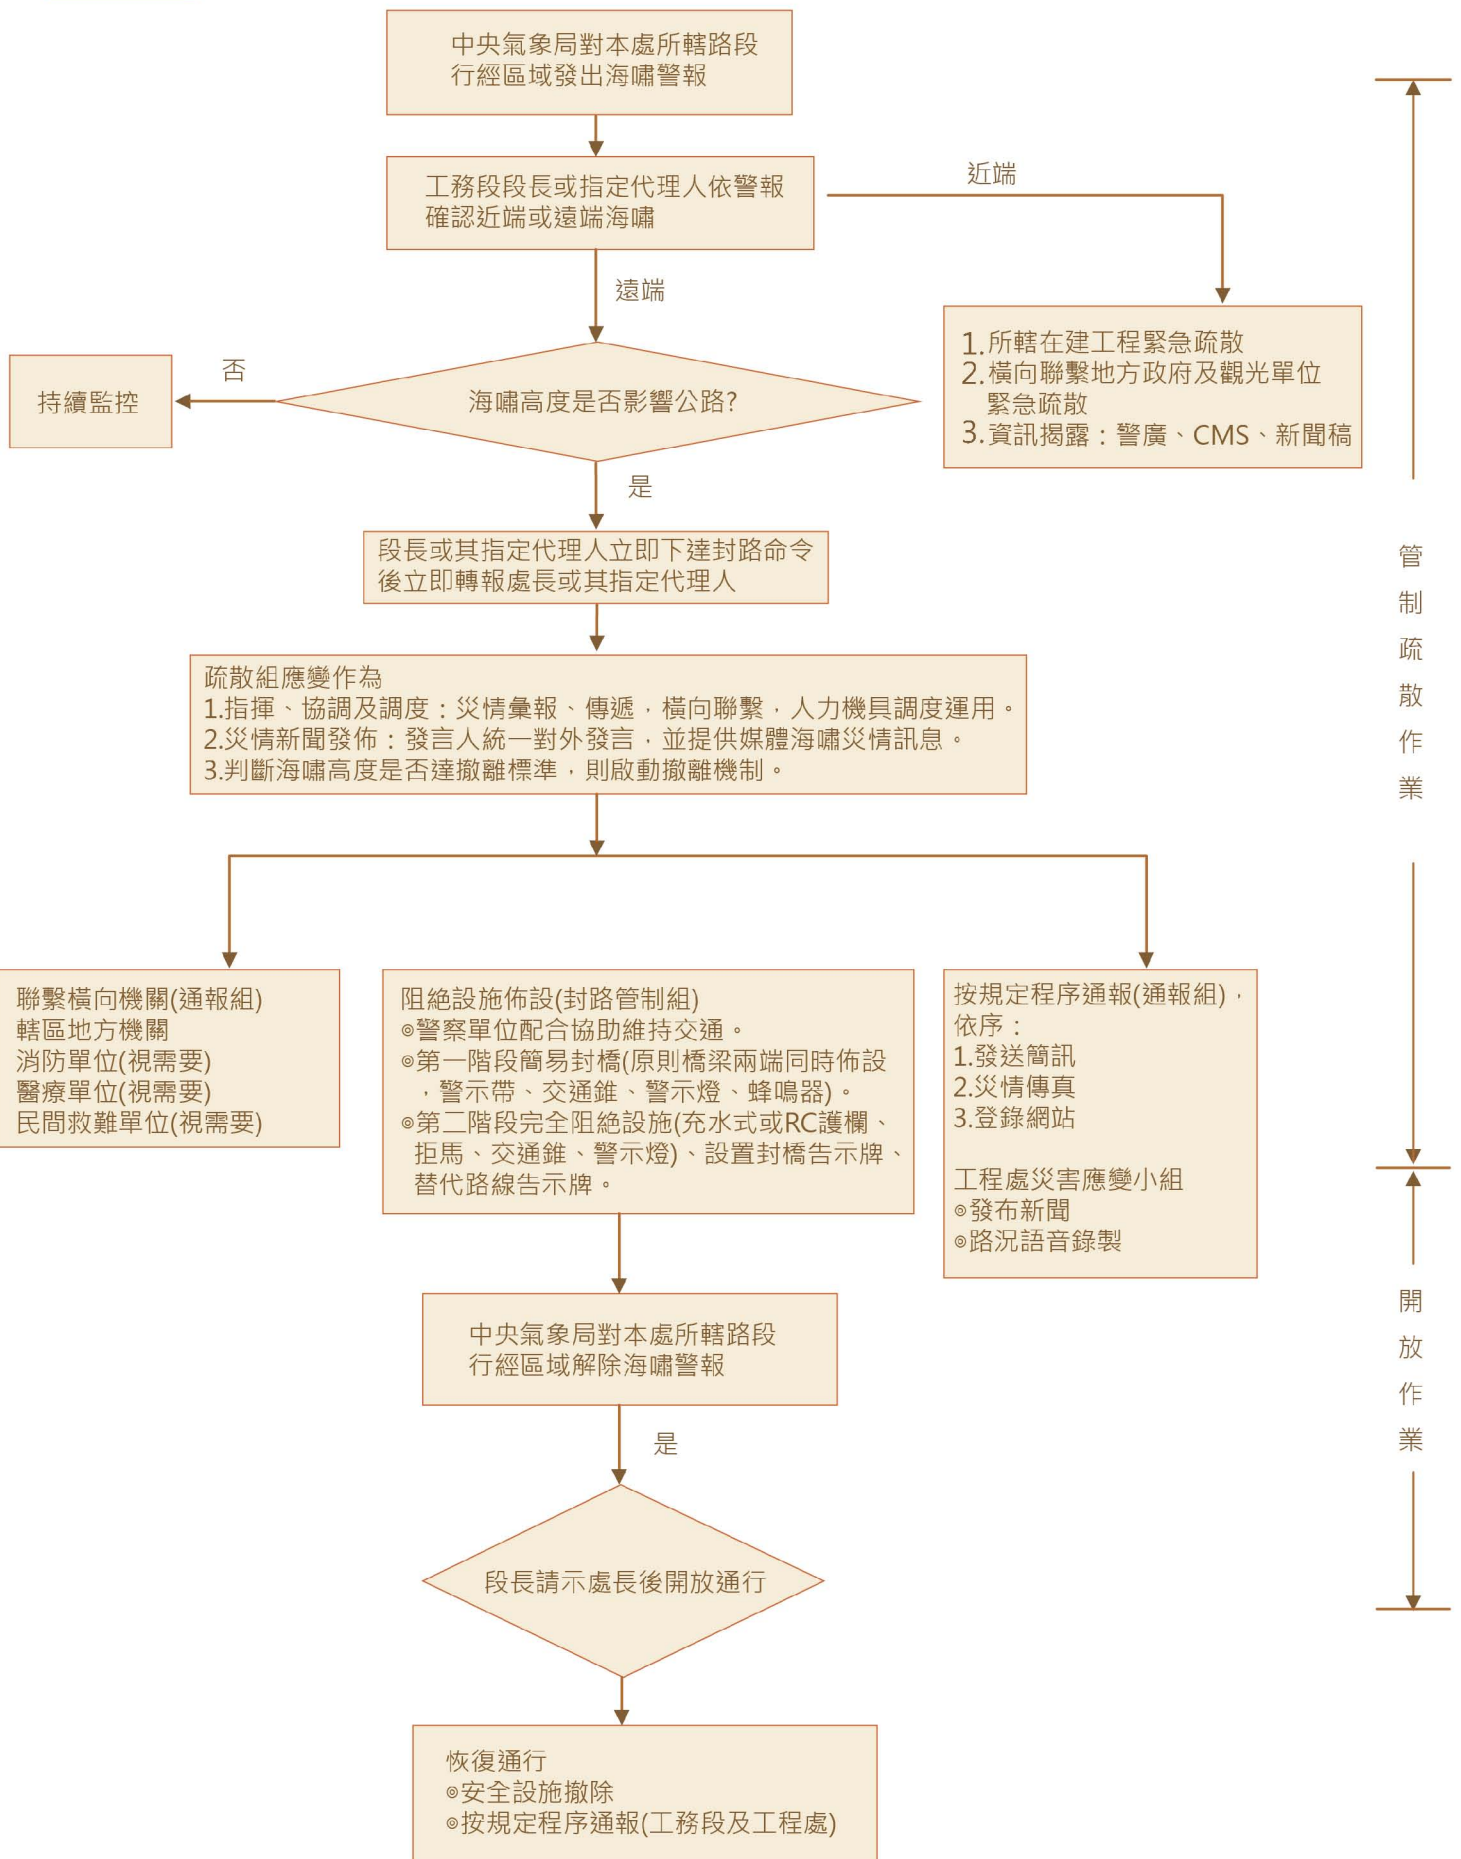 中央氣象局對本處所轄路段
行經區域發出海嘯警報
工務段段長或指定代理人依警報
確認近端或遠端海嘯
近端
遠端
1.所轄在建工程緊急疏散
2.橫向聯繫地方政府及觀光單位
緊急疏散
3.資訊揭露：警廣、CMS、新聞稿
海嘯高度是否影響公路?
否
持續監控
是
段長或其指定代理人立即下達封路命令
後立即轉報處長或其指定代理人
疏散組應變作為
1.指揮、協調及調度：災情彙報、傳遞，橫向聯繫，人力機具調度運用。
2.災情新聞發佈：發言人統一對外發言，並提供媒體海嘯災情訊息。
3.判斷海嘯高度是否達撤離標準，則啟動撤離機制。
聯繫橫向機關(通報組)
轄區地方機關
消防單位(視需要)
醫療單位(視需要)
民間救難單位(視需要)
阻絕設施佈設(封路管制組)
◎警察單位配合協助維持交通。
◎第一階段簡易封橋(原則橋梁兩端同時佈設
，警示帶、交通錐、警示燈、蜂鳴器)。
◎第二階段完全阻絕設施(充水式或RC護欄、
拒馬、交通錐、警示燈)、設置封橋告示牌、
替代路線告示牌。
按規定程序通報(通報組)，
依序：
1.發送簡訊
2.災情傳真
3.登錄網站
工程處災害應變小組
◎發布新聞
◎路況語音錄製
中央氣象局對本處所轄路段
行經區域解除海嘯警報
是
段長請示處長後開放通行
恢復通行
◎安全設施撤除
◎按規定程序通報(工務段及工程處)
管制疏散作業
開放作業